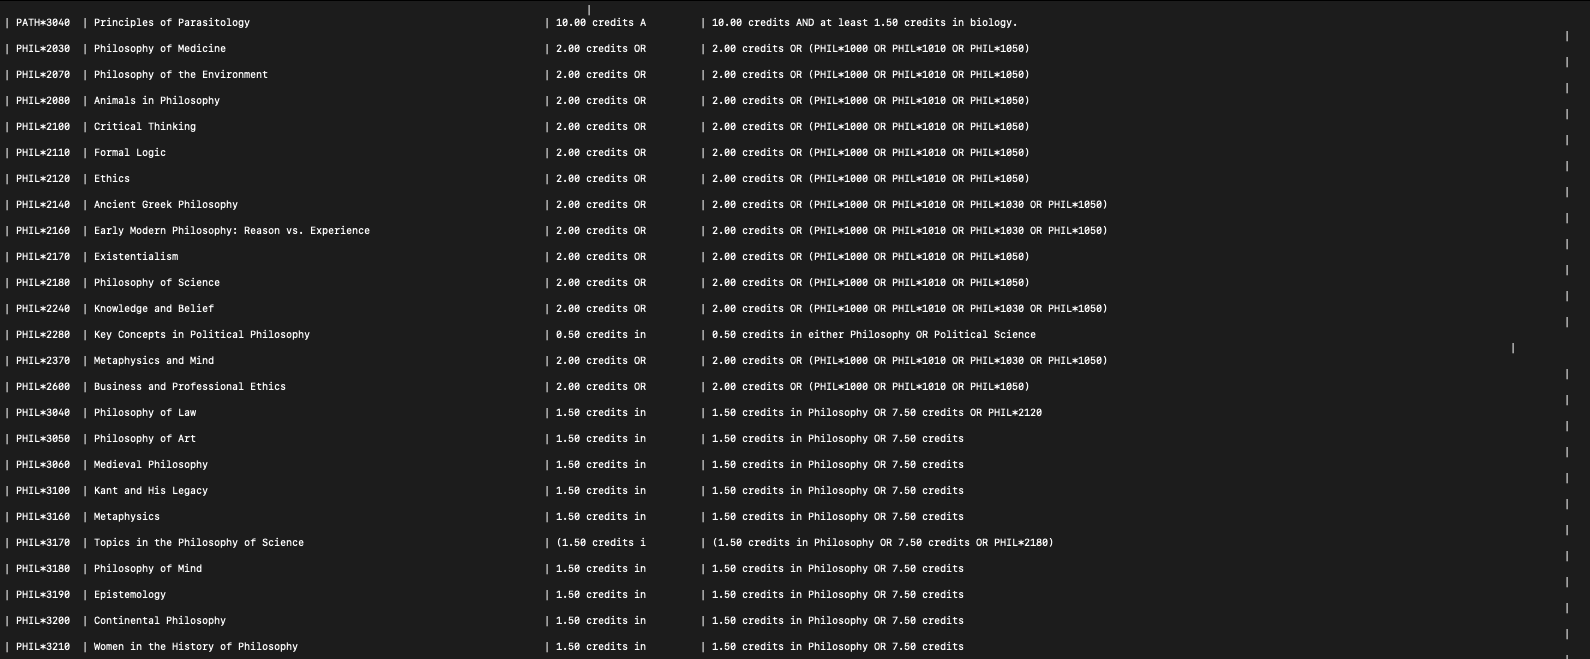 | PATH*3040 | Principles of Parasitology | 10.00 credits A | 10.00 credits AND at least 1.50 credits in biology. |
| PHIL*2030 | Philosophy of Medicine | 2.00 credits OR | 2.00 credits OR (PHIL*1000 OR PHIL*1010 OR PHIL*1050) |
| PHIL*2070 | Philosophy of the Environment | 2.00 credits OR | 2.00 credits OR (PHIL*1000 OR PHIL*1010 OR PHIL*1050) |
| PHIL*2080 | Animals in Philosophy | 2.00 credits OR | 2.00 credits OR (PHIL*1000 OR PHIL*1010 OR PHIL*1050) |
| PHIL*2100 | Critical Thinking | 2.00 credits OR | 2.00 credits OR (PHIL*1000 OR PHIL*1010 OR PHIL*1050) |
| PHIL*2110 | Formal Logic | 2.00 credits OR | 2.00 credits OR (PHIL*1000 OR PHIL*1010 OR PHIL*1050) |
| PHIL*2120 | Ethics | 2.00 credits OR | 2.00 credits OR (PHIL*1000 OR PHIL*1010 OR PHIL*1050) |
| PHIL*2140 | Ancient Greek Philosophy | 2.00 credits OR | 2.00 credits OR (PHIL*1000 OR PHIL*1010 OR PHIL*1030 OR PHIL*1050) |
| PHIL*2160 | Early Modern Philosophy: Reason vs. Experience | 2.00 credits OR | 2.00 credits OR (PHIL*1000 OR PHIL*1010 OR PHIL*1030 OR PHIL*1050) |
| PHIL*2170 | Existentialism | 2.00 credits OR | 2.00 credits OR (PHIL*1000 OR PHIL*1010 OR PHIL*1050) |
| PHIL*2180 | Philosophy of Science | 2.00 credits OR | 2.00 credits OR (PHIL*1000 OR PHIL*1010 OR PHIL*1050) |
| PHIL*2240 | Knowledge and Belief | 2.00 credits OR | 2.00 credits OR (PHIL*1000 OR PHIL*1010 OR PHIL*1030 OR PHIL*1050) |
| PHIL*2280 | Key Concepts in Political Philosophy | 0.50 credits in | 0.50 credits in either Philosophy OR Political Science |
| PHIL*2370 | Metaphysics and Mind | 2.00 credits OR | 2.00 credits OR (PHIL*1000 OR PHIL*1010 OR PHIL*1030 OR PHIL*1050) |
| PHIL*2600 | Business and Professional Ethics | 2.00 credits OR | 2.00 credits OR (PHIL*1000 OR PHIL*1010 OR PHIL*1050) |
| PHIL*3040 | Philosophy of Law | 1.50 credits in | 1.50 credits in Philosophy OR 7.50 credits OR PHIL*2120 |
| PHIL*3050 | Philosophy of Art | 1.50 credits in | 1.50 credits in Philosophy OR 7.50 credits |
| PHIL*3060 | Medieval Philosophy | 1.50 credits in | 1.50 credits in Philosophy OR 7.50 credits |
| PHIL*3100 | Kant and His Legacy | 1.50 credits in | 1.50 credits in Philosophy OR 7.50 credits |
| PHIL*3160 | Metaphysics | 1.50 credits in | 1.50 credits in Philosophy OR 7.50 credits |
| PHIL*3170 | Topics in the Philosophy of Science | (1.50 credits i | (1.50 credits in Philosophy OR 7.50 credits OR PHIL*2180) |
| PHIL*3180 | Philosophy of Mind | 1.50 credits in | 1.50 credits in Philosophy OR 7.50 credits |
| PHIL*3190 | Epistemology | 1.50 credits in | 1.50 credits in Philosophy OR 7.50 credits |
| PHIL*3200 | Continental Philosophy | 1.50 credits in | 1.50 credits in Philosophy OR 7.50 credits |
| PHIL*3210 | Women in the History of Philosophy | 1.50 credits in | 1.50 credits in Philosophy OR 7.50 credits |